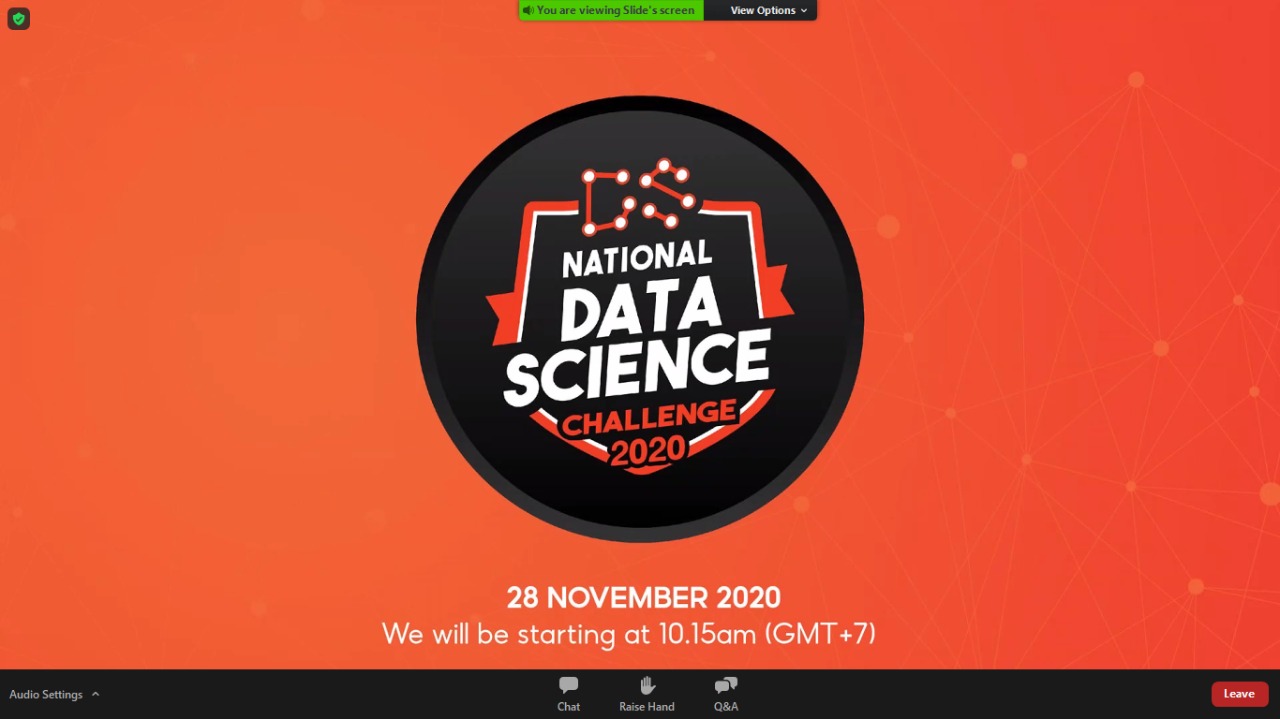 You are viewing Slide's screen
View Options
DS
NATIONAL
DATA
SCIENCE
CHALLENGE
2020
28 NOVEMBER 2020
We will be starting at 10.15am (GMT+7)
Audio Settings
Chat
Raise Hand
Q&A
Leave